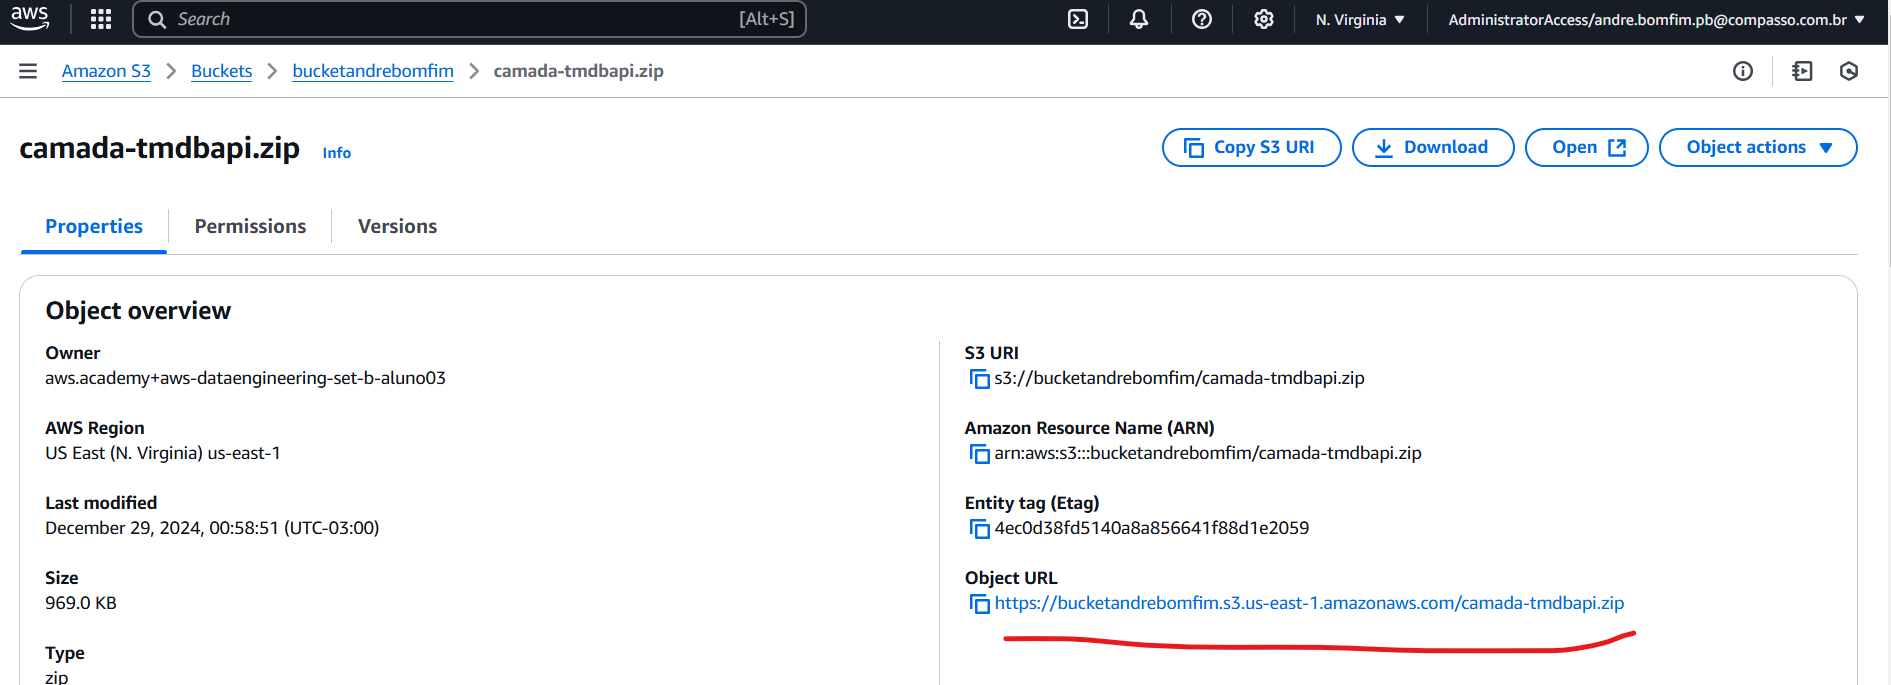 aws
Search
[Alt+S]
N. Virginia
AdministratorAccess/andre.bomfim.pb@compasso.com.br
Amazon S3
Buckets
bucketandrebomfim
camada-tmdbapi.zip
camada-tmdbapi.zip
Info
Copy S3 URI
Download
Open
Object actions
Properties
Permissions
Versions
Object overview
Owner
aws.academy+aws-dataengineering-set-b-aluno03
AWS Region
US East (N. Virginia) us-east-1
Last modified
December 29, 2024, 00:58:51 (UTC-03:00)
Size
969.0 KB
Type
zip
S3 URI
s3://bucketandrebomfim/camada-tmdbapi.zip
Amazon Resource Name (ARN)
arn:aws:s3:::bucketandrebomfim/camada-tmdbapi.zip
Entity tag (Etag)
4ec0d38fd5140a8a856641f88d1e2059
Object URL
https://bucketandrebomfim.s3.us-east-1.amazonaws.com/camada-tmdbapi.zip